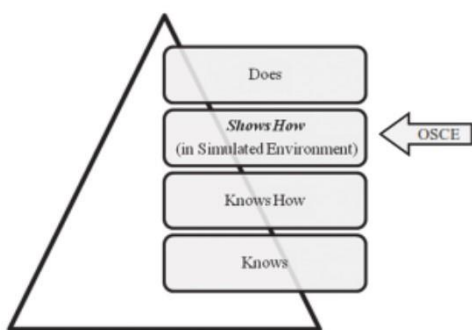 Does
Shows How
(in Simulated Environment)
OSCE
Knows How
Knows